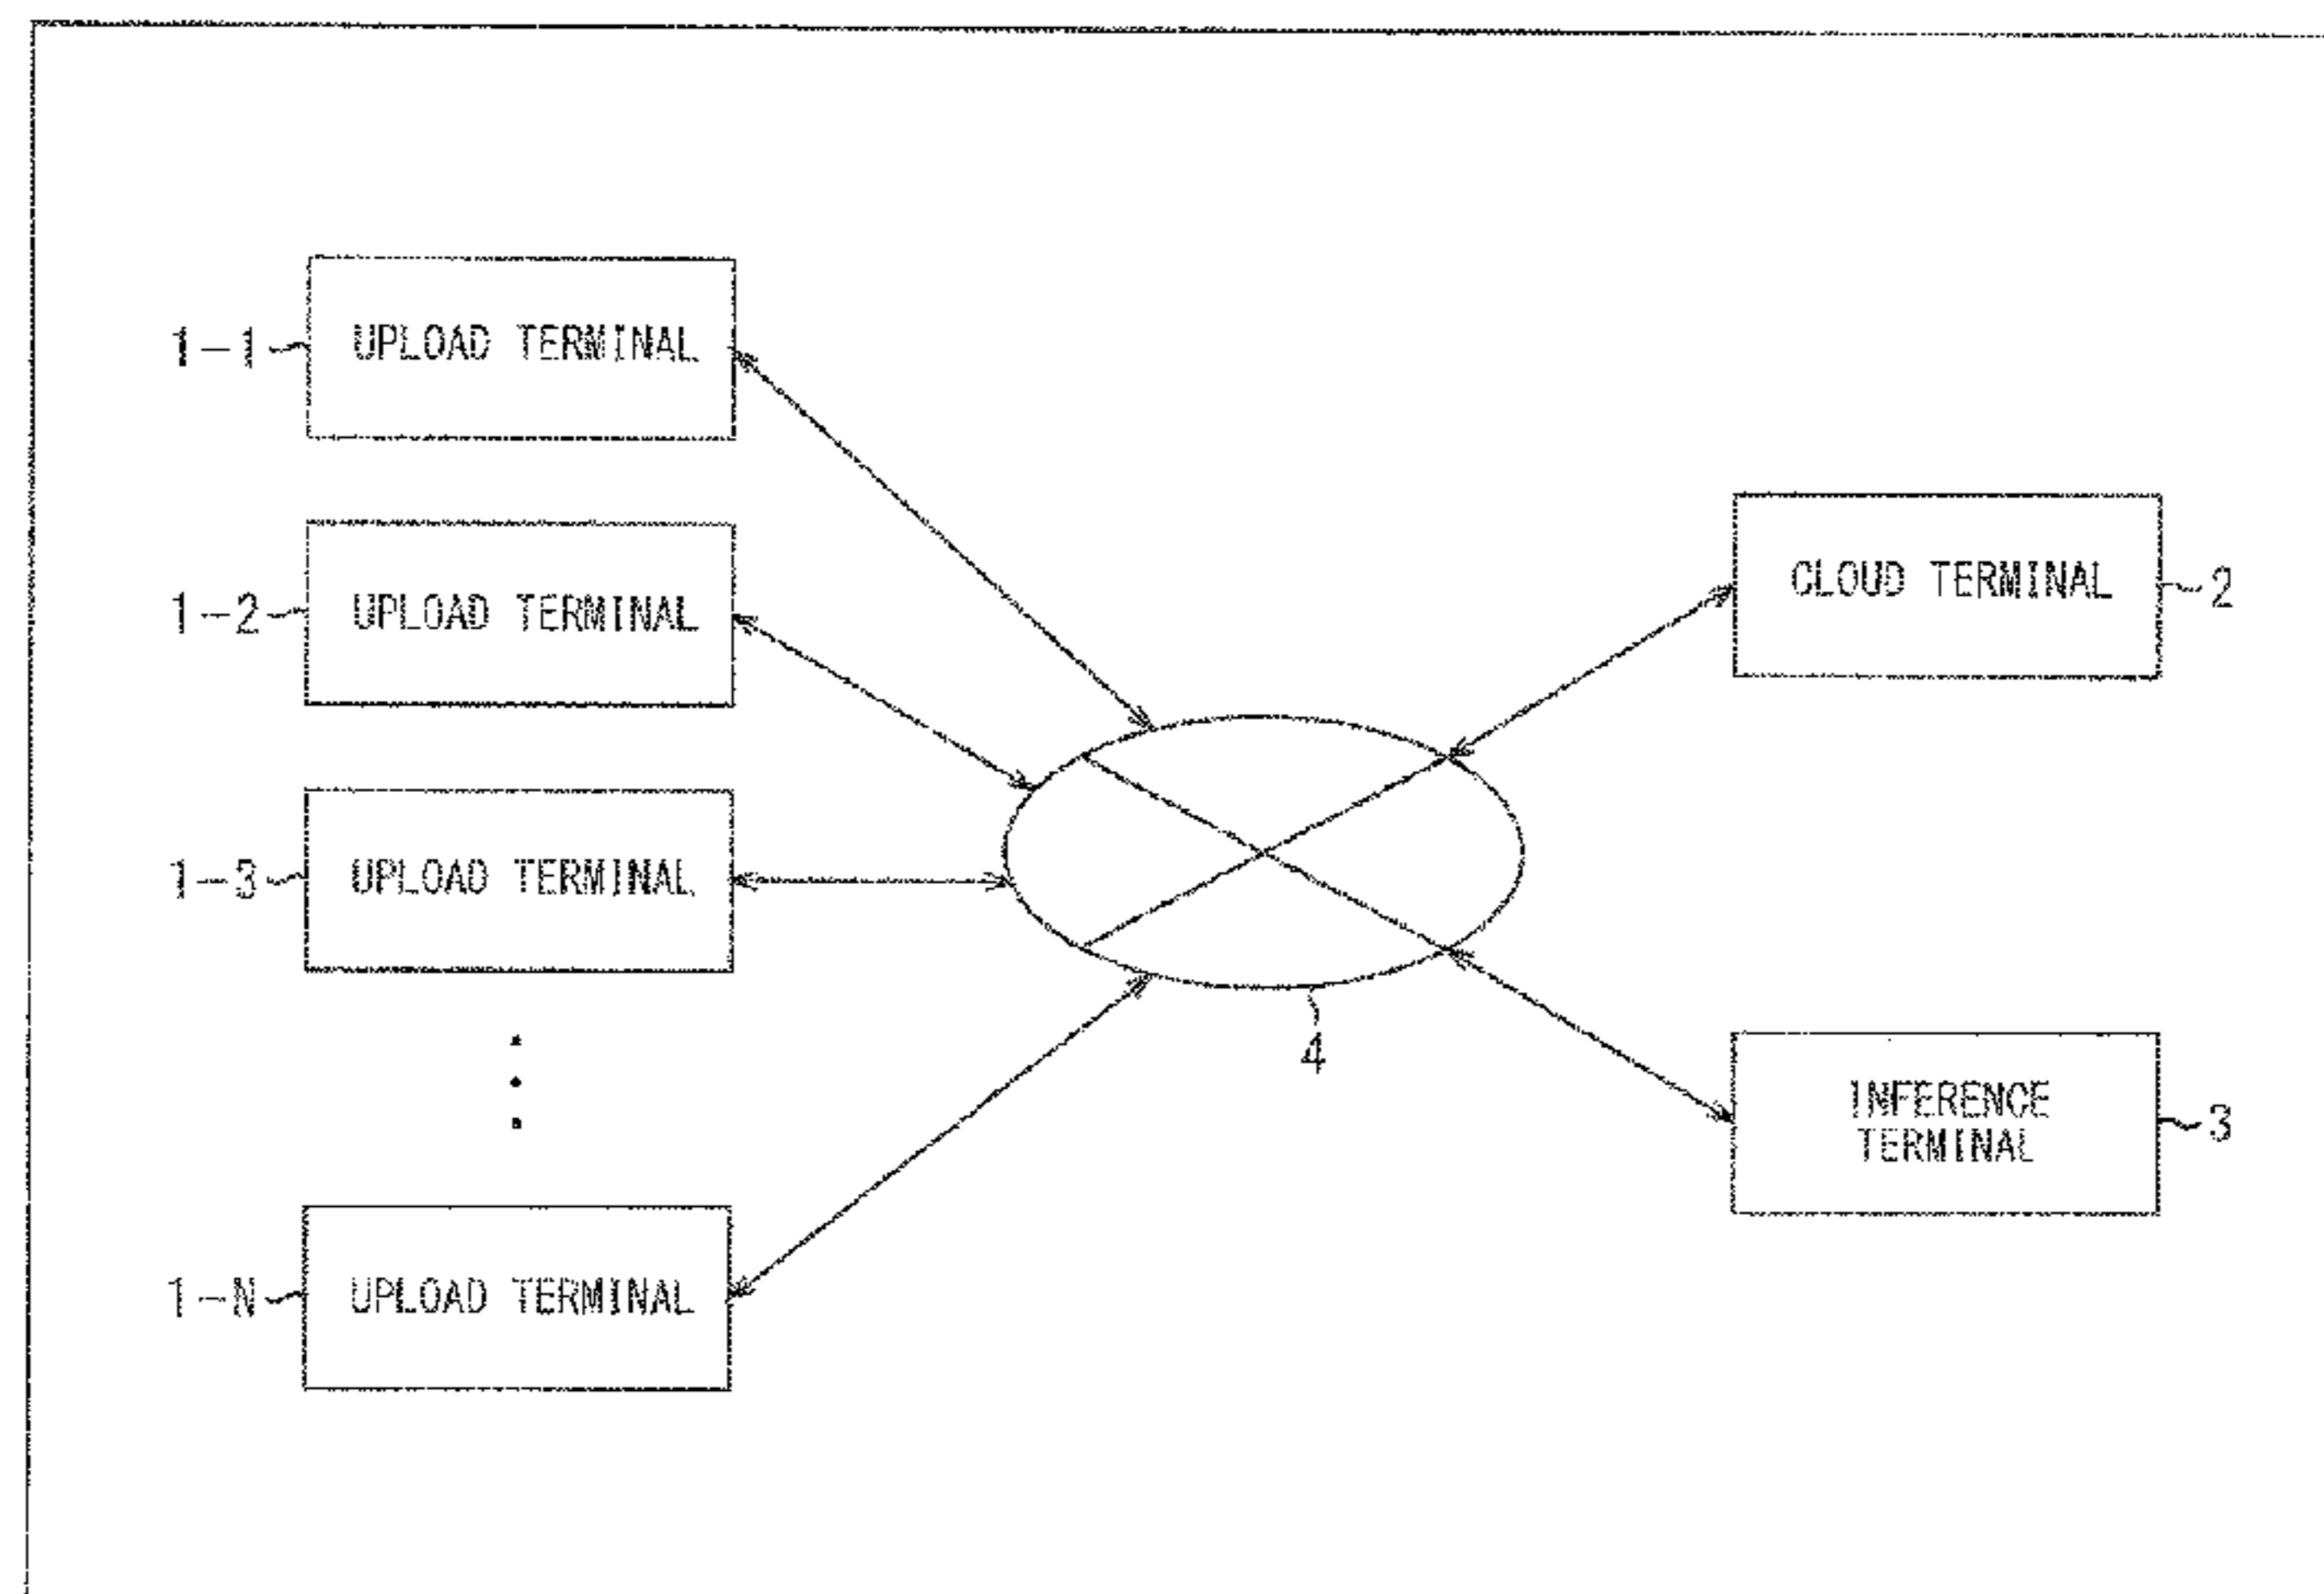 1-1 UPLOAD TERMINAL
1-2 UPLOAD TERMINAL
CLOUD TERMINAL 2
1-3 UPLOAD TERMINAL
4
INFERENCE
TERMINAL
3
1-N UPLOAD TERMINAL